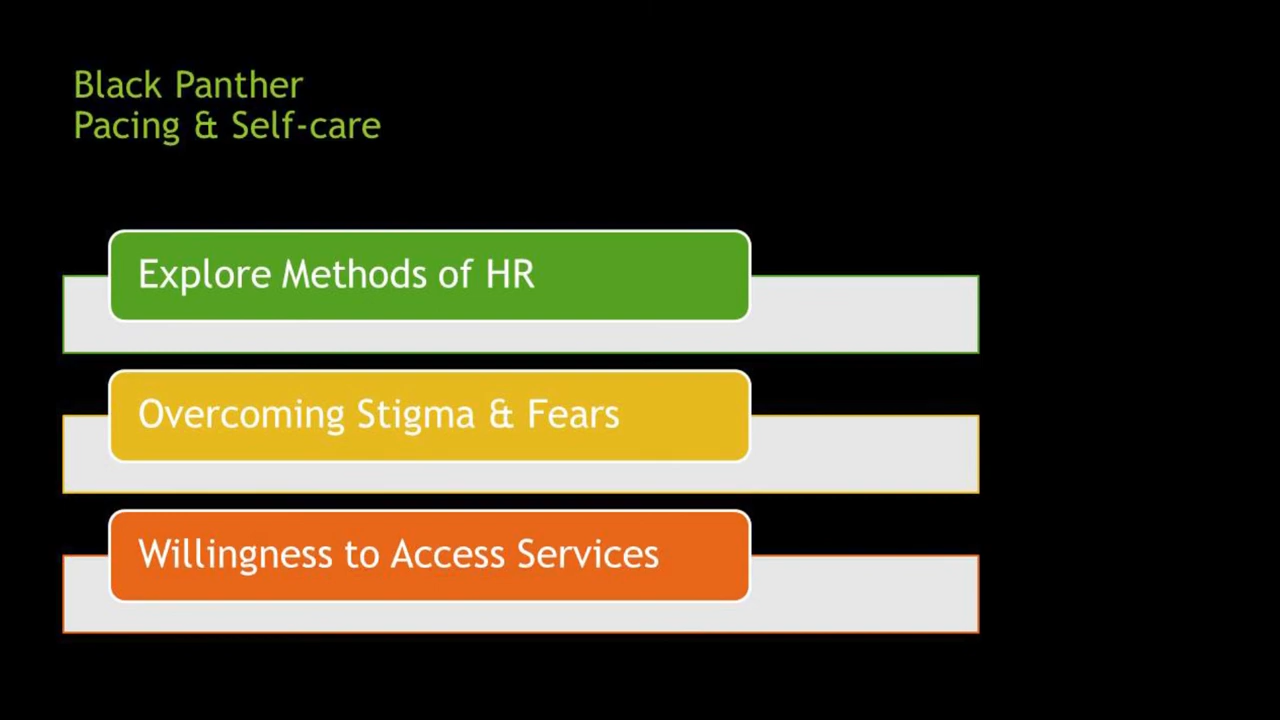 Black Panther
Pacing & Self-care
Explore Methods of HR
Overcoming Stigma & Fears
Willingness to Access Services